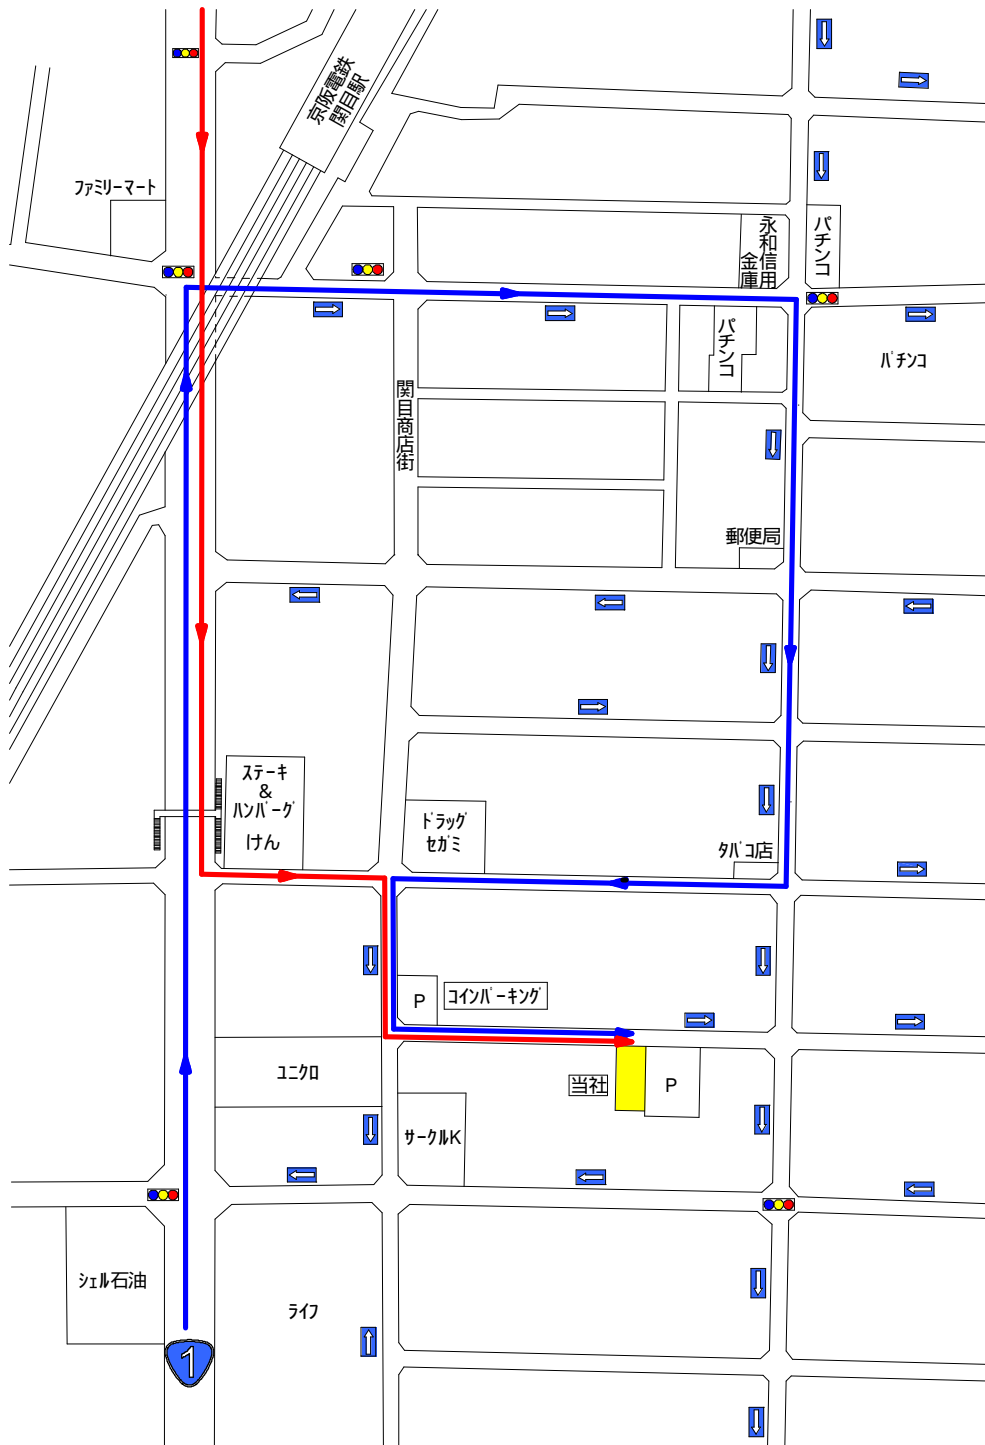 京阪電鉄
関目駅
ファミリーマート
永和信用
金庫
パチンコ
パチンコ
パチンコ
関目商店街
郵便局
ステーキ
&
ハンバーグ
けん
ドラッグ
セガミ
タバコ店
P
コインパーキング
ユニクロ
当社
P
サークルK
シェル石油
ライフ
1